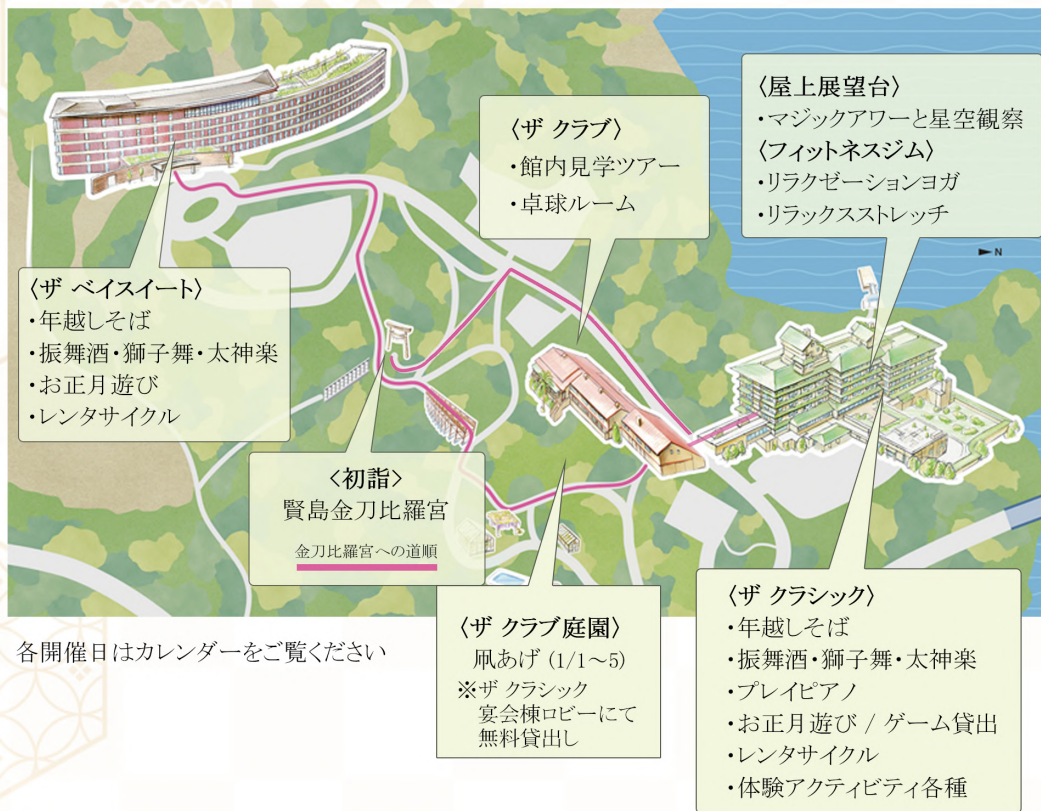 〈屋上展望台〉
・マジックアワーと星空観察
〈フィットネスジム〉
・リラクゼーションヨガ
・リラックスストレッチ
〈ザ クラブ〉
・館内見学ツアー
・卓球ルーム
N
〈ザ ベイスイート〉
・年越しそば
・振舞酒・獅子舞・太神楽
・お正月遊び
・レンタサイクル
〈初詣〉
賢島金刀比羅宮
金刀比羅宮への道順
〈ザ クラブ庭園〉
凧あげ (1/1～5)
※ザ クラシック
宴会棟ロビーにて
無料貸出し
〈ザ クラシック〉
・年越しそば
・振舞酒・獅子舞・太神楽
・プレイピアノ
・お正月遊び / ゲーム貸出
・レンタサイクル
・体験アクティビティ各種
各開催日はカレンダーをご覧ください